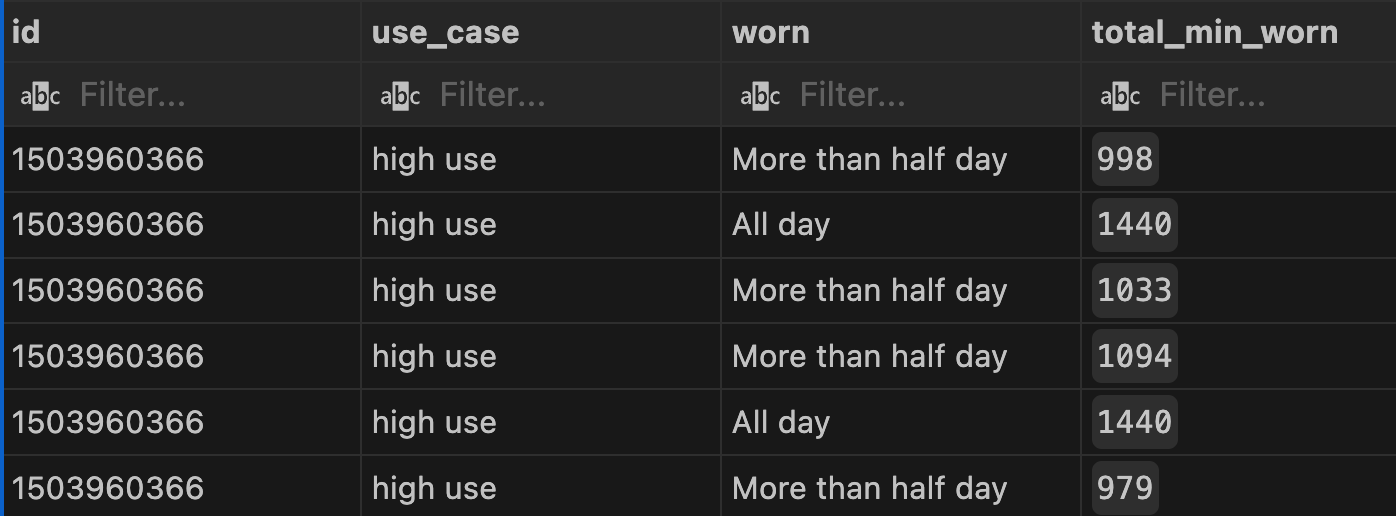 id use_case worn total_min_worn
abc Filter... abc Filter... abc Filter... abc Filter...
1503960366 high use More than half day 998
1503960366 high use All day 1440
1503960366 high use More than half day 1033
1503960366 high use More than half day 1094
1503960366 high use All day 1440
1503960366 high use More than half day 979